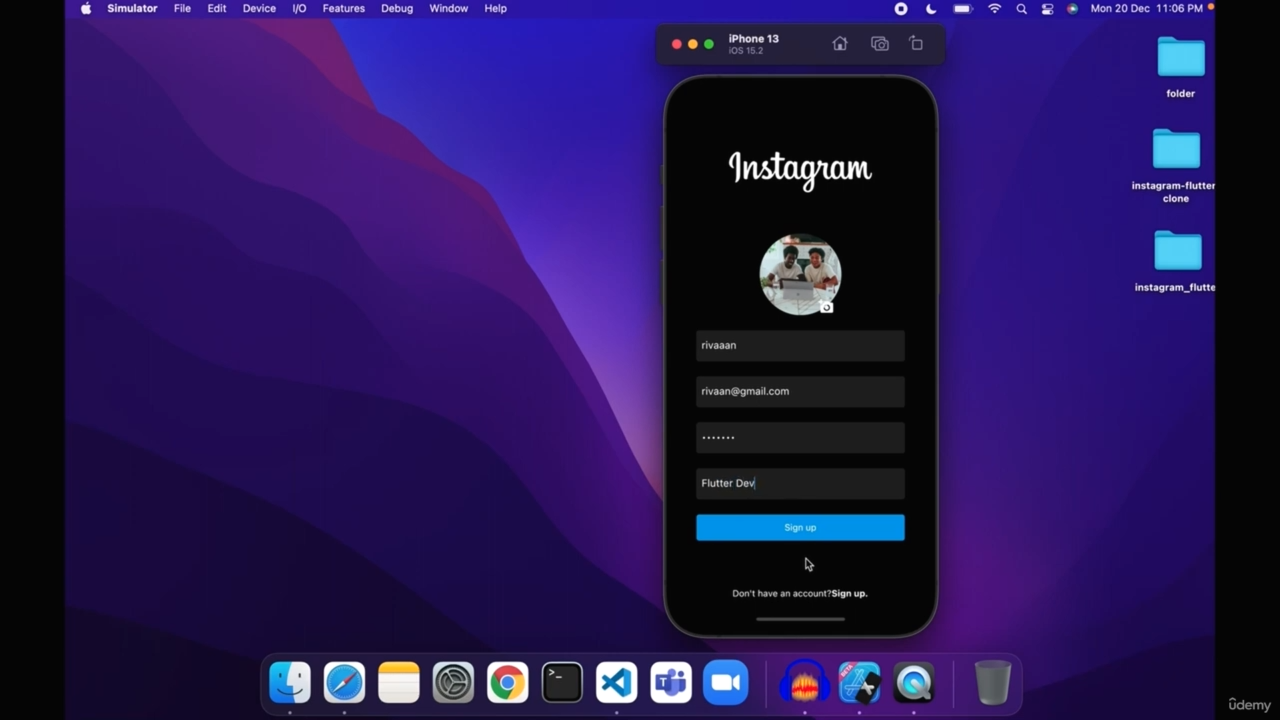 Simulator File Edit Device I/O Features Debug Window Help Mon 20 Dec 11:06 PM
iPhone 13
iOS 15.2
folder
instagram-flutter
clone
instagram_flutte
Instagram
rivaaan
rivaan@gmail.com
•••••••
Flutter Dev
Sign up
Don't have an account?Sign up.
udemy